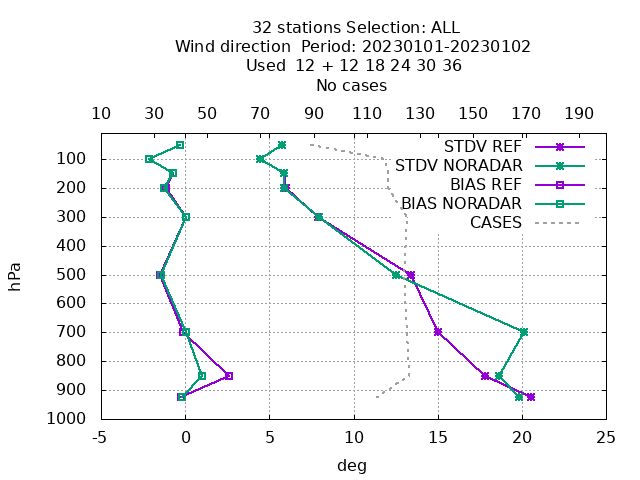 32 stations Selection: ALL
Wind direction  Period: 20230101-20230102
Used  12 + 12 18 24 30 36
No cases
10 30 50 70 90 110 130 150 170 190
STDV REF
STDV NORADAR
BIAS REF
BIAS NORADAR
CASES
100
200
300
400
500
600
700
800
900
1000
hPa
-5 0 5 10 15 20 25
deg